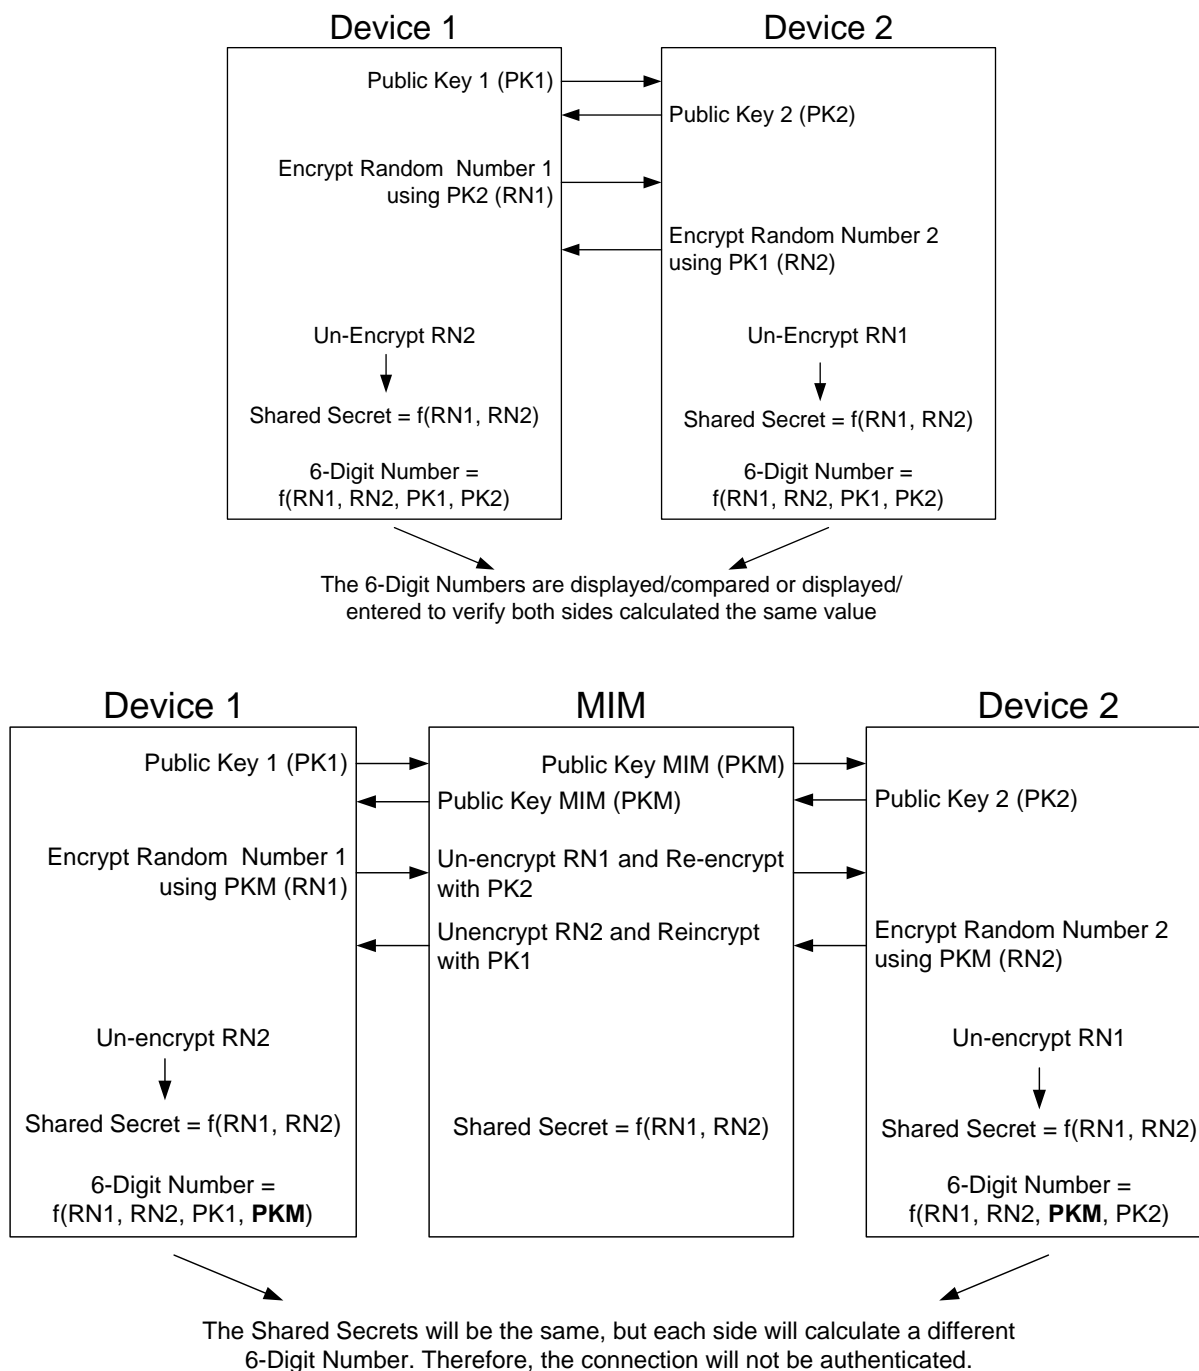 Device 1
Device 2
Public Key 1 (PK1)
Public Key 2 (PK2)
Encrypt Random Number 1
using PK2 (RN1)
Encrypt Random Number 2
using PK1 (RN2)
Un-Encrypt RN2
Un-Encrypt RN1
Shared Secret = f(RN1, RN2)
Shared Secret = f(RN1, RN2)
6-Digit Number =
f(RN1, RN2, PK1, PK2)
6-Digit Number =
f(RN1, RN2, PK1, PK2)
The 6-Digit Numbers are displayed/compared or displayed/
entered to verify both sides calculated the same value
Device 1
MIM
Device 2
Public Key 1 (PK1)
Public Key MIM (PKM)
Public Key MIM (PKM)
Public Key 2 (PK2)
Encrypt Random Number 1
using PKM (RN1)
Un-encrypt RN1 and Re-encrypt
with PK2
Unencrypt RN2 and Reincrypt
with PK1
Encrypt Random Number 2
using PKM (RN2)
Un-encrypt RN2
Un-encrypt RN1
Shared Secret = f(RN1, RN2)
Shared Secret = f(RN1, RN2)
Shared Secret = f(RN1, RN2)
6-Digit Number =
f(RN1, RN2, PK1, PKM)
6-Digit Number =
f(RN1, RN2, PKM, PK2)
The Shared Secrets will be the same, but each side will calculate a different
6-Digit Number. Therefore, the connection will not be authenticated.